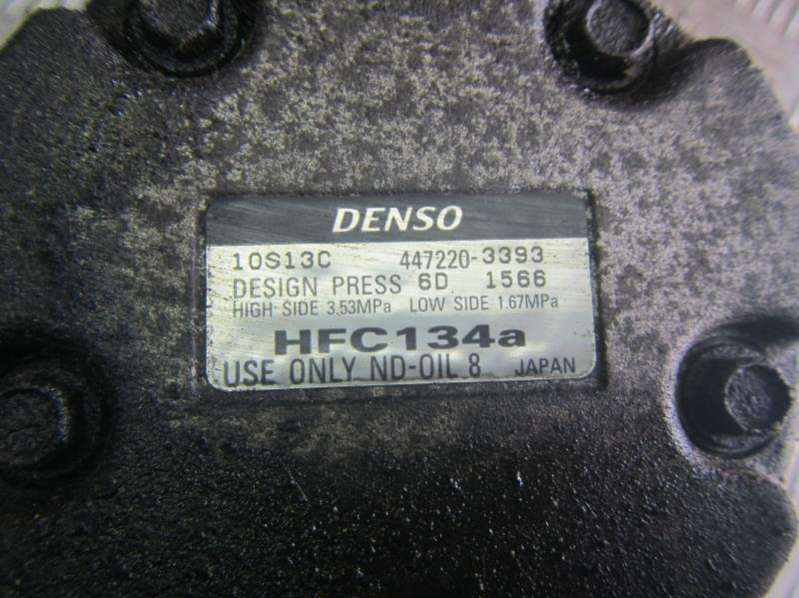 DENSO
10S13C 447220-3393
DESIGN PRESS 6D 1566
HIGH SIDE 3.53MPa LOW SIDE 1.67MPa
HFC134a
USE ONLY ND-OIL 8 JAPAN